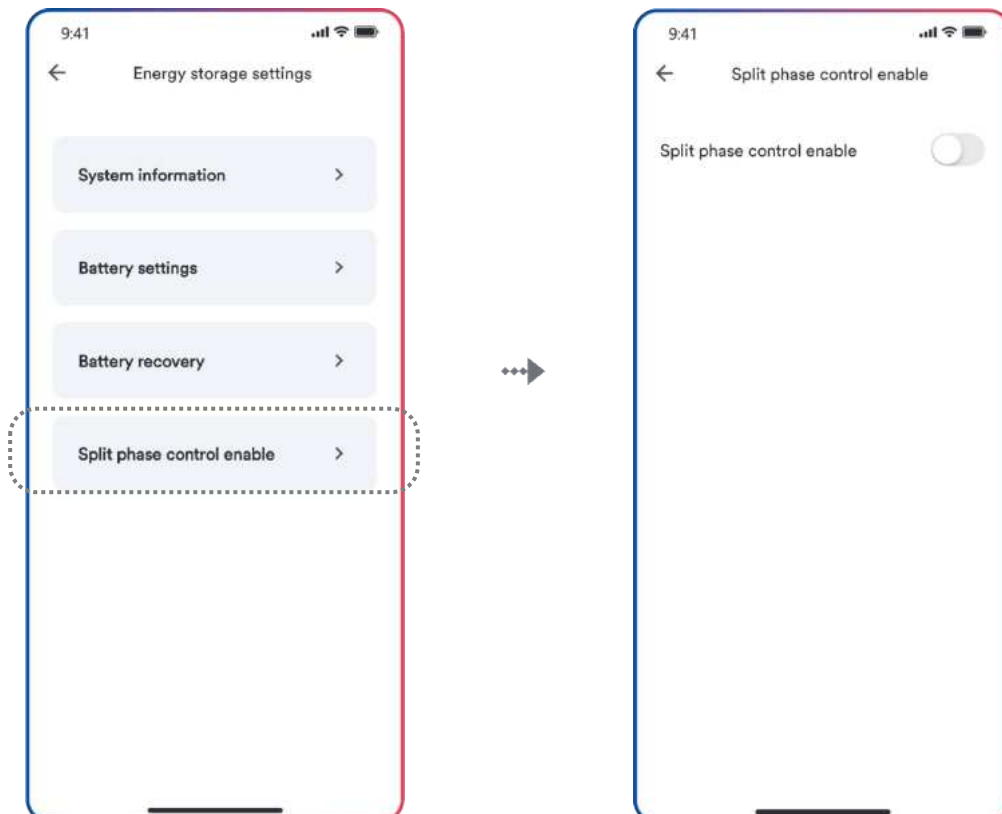 9:41
Energy storage settings
System information
Battery settings
Battery recovery
Split phase control enable
9:41
Split phase control enable
Split phase control enable